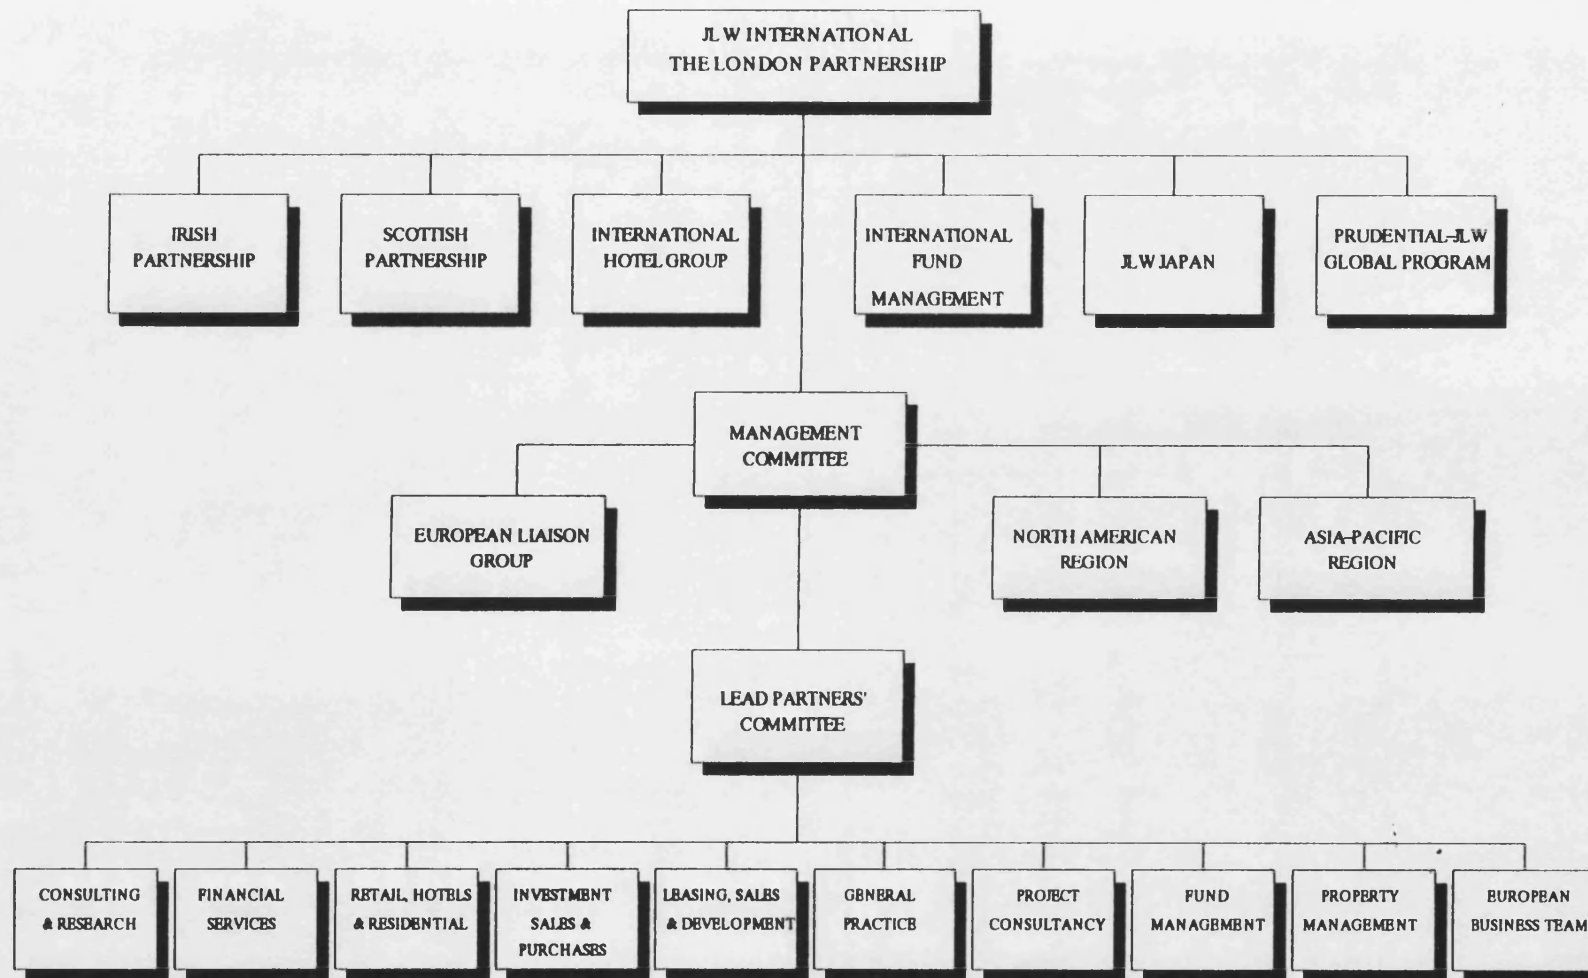 JLW INTERNATIONAL
THE LONDON PARTNERSHIP
IRISH
PARTNERSHIP
SCOTTISH
PARTNERSHIP
INTERNATIONAL
HOTEL GROUP
INTERNATIONAL
FUND
MANAGEMENT
JLW JAPAN
PRUDENTIAL-JLW
GLOBAL PROGRAM
MANAGEMENT
COMMITTEE
EUROPEAN LIAISON
GROUP
NORTH AMERICAN
REGION
ASIA-PACIFIC
REGION
LEAD PARTNERS'
COMMITTEE
CONSULTING
& RESEARCH
FINANCIAL
SERVICES
RETAIL, HOTELS
& RESIDENTIAL
INVESTMENT
SALES &
PURCHASES
LEASING, SALES
& DEVELOPMENT
GENERAL
PRACTICE
PROJECT
CONSULTANCY
FUND
MANAGEMENT
PROPERTY
MANAGEMENT
EUROPEAN
BUSINESS TEAM